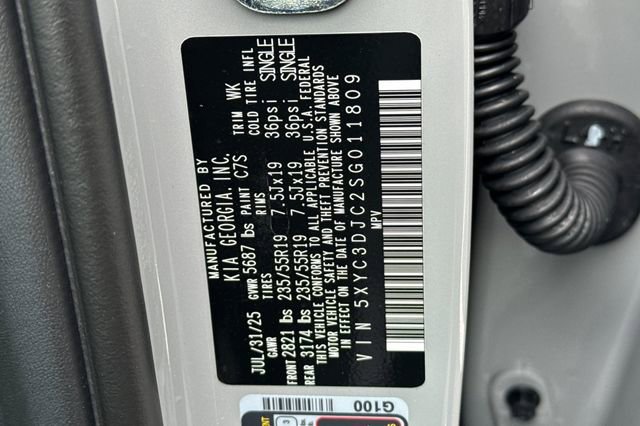 MANUFACTURED BY
KIA GEORGIA, INC.
JUL/31/25 GVWR 5687 lbs PAINT C7S TRIM WK
GAWR TIRES RIMS COLD TIRE INFL
FRONT 2821 lbs 235/55R19 7.5Jx19 36psi SINGLE
REAR 3174 lbs 235/55R19 7.5Jx19 36psi SINGLE
THIS VEHICLE CONFORMS TO ALL APPLICABLE U.S.A. FEDERAL
MOTOR VEHICLE SAFETY AND THEFT PREVENTION STANDARDS
IN EFFECT ON THE DATE OF MANUFACTURE SHOWN ABOVE
VIN 5XYC3DJC2SG011809
MPV
G100